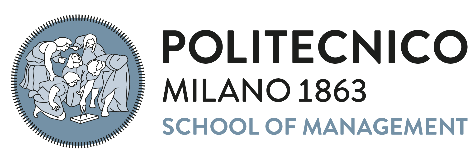 POLITECNICO
MILANO 1863
SCHOOL OF MANAGEMENT